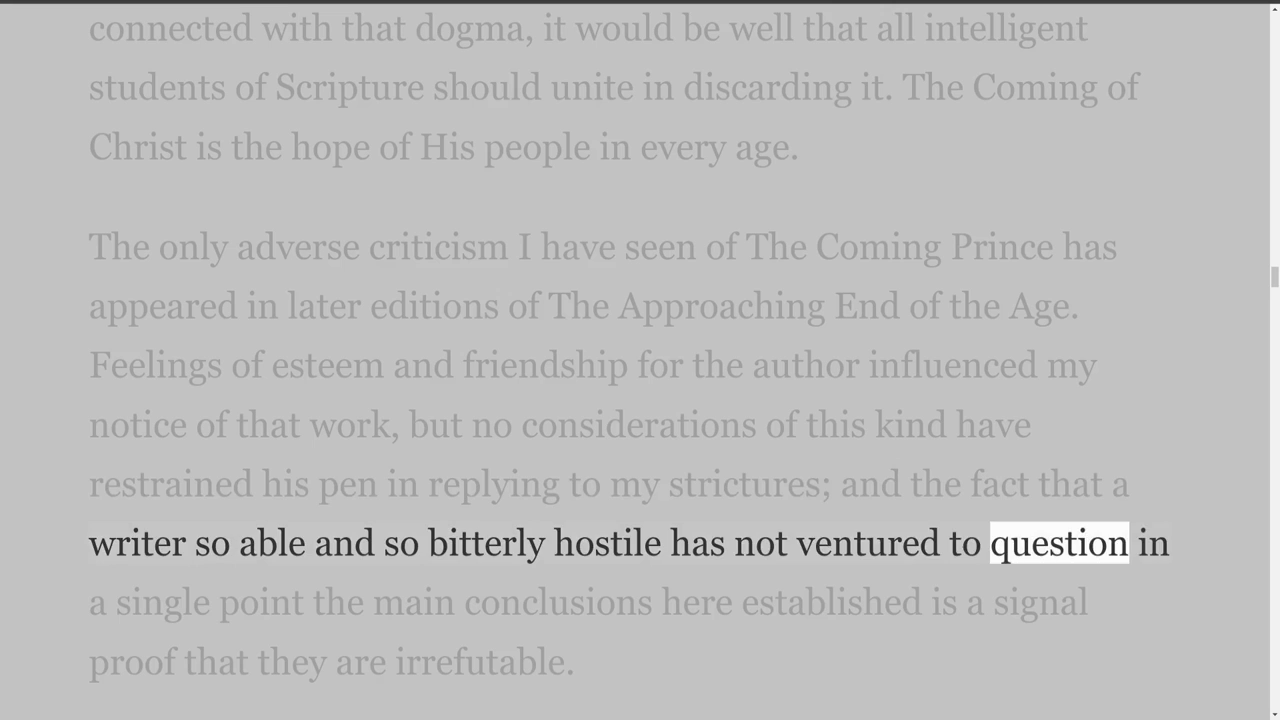 connected with that dogma, it would be well that all intelligent
students of Scripture should unite in discarding it. The Coming of
Christ is the hope of His people in every age.
The only adverse criticism I have seen of The Coming Prince has
appeared in later editions of The Approaching End of the Age.
Feelings of esteem and friendship for the author influenced my
notice of that work, but no considerations of this kind have
restrained his pen in replying to my strictures; and the fact that a
writer so able and so bitterly hostile has not ventured to question in
a single point the main conclusions here established is a signal
proof that they are irrefutable.